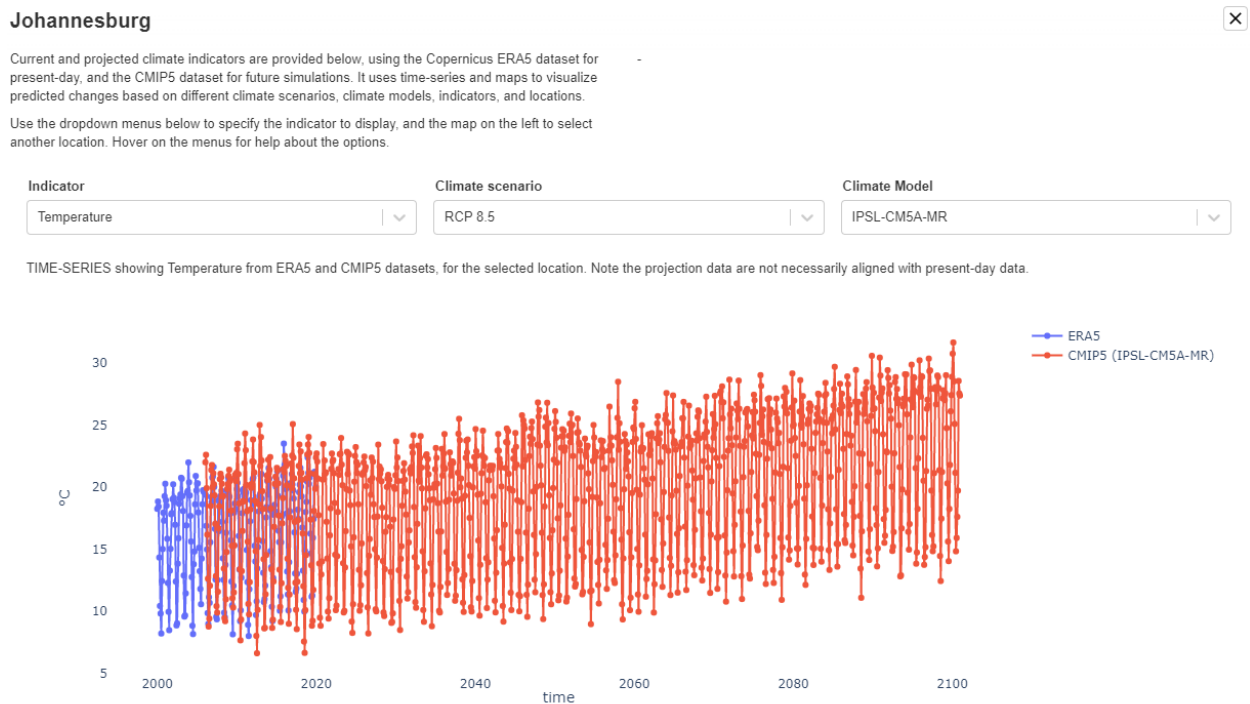 Johannesburg
Current and projected climate indicators are provided below, using the Copernicus ERA5 dataset for
present-day, and the CMIP5 dataset for future simulations. It uses time-series and maps to visualize
predicted changes based on different climate scenarios, climate models, indicators, and locations.
-
Use the dropdown menus below to specify the indicator to display, and the map on the left to select
another location. Hover on the menus for help about the options.
Indicator
Climate scenario
Climate Model
Temperature
RCP 8.5
IPSL-CM5A-MR
TIME-SERIES showing Temperature from ERA5 and CMIP5 datasets, for the selected location. Note the projection data are not necessarily aligned with present-day data.
ERA5
CMIP5 (IPSL-CM5A-MR)
30
25
20
15
10
5
°C
2000
2020
2040
2060
2080
2100
time